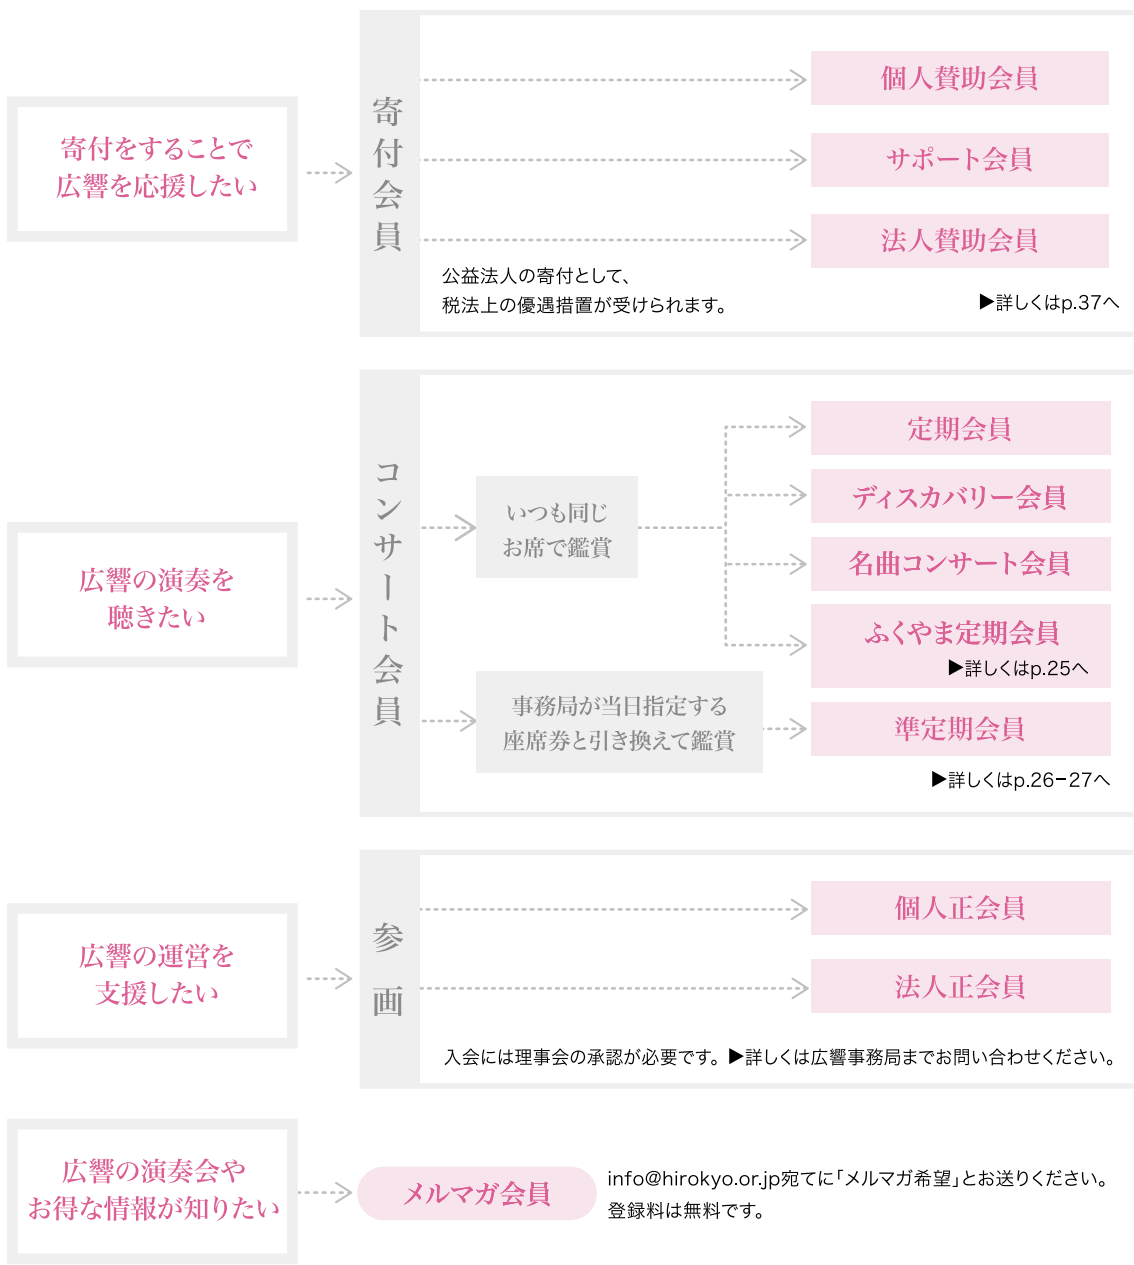 寄付をすることで
広響を応援したい
寄付会員
個人賛助会員
サポート会員
法人賛助会員
公益法人の寄付として、
税法上の優遇措置が受けられます。
▶詳しくはp.37へ
広響の演奏を
聴きたい
コンサート会員
いつも同じ
お席で鑑賞
定期会員
ディスカバリー会員
名曲コンサート会員
ふくやま定期会員
▶詳しくはp.25へ
事務局が当日指定する
座席券と引き換えて鑑賞
準定期会員
▶詳しくはp.26−27へ
広響の運営を
支援したい
参画
個人正会員
法人正会員
入会には理事会の承認が必要です。▶詳しくは広響事務局までお問い合わせください。
広響の演奏会や
お得な情報が知りたい
メルマガ会員
info@hirokyo.or.jp宛てに「メルマガ希望」とお送りください。
登録料は無料です。